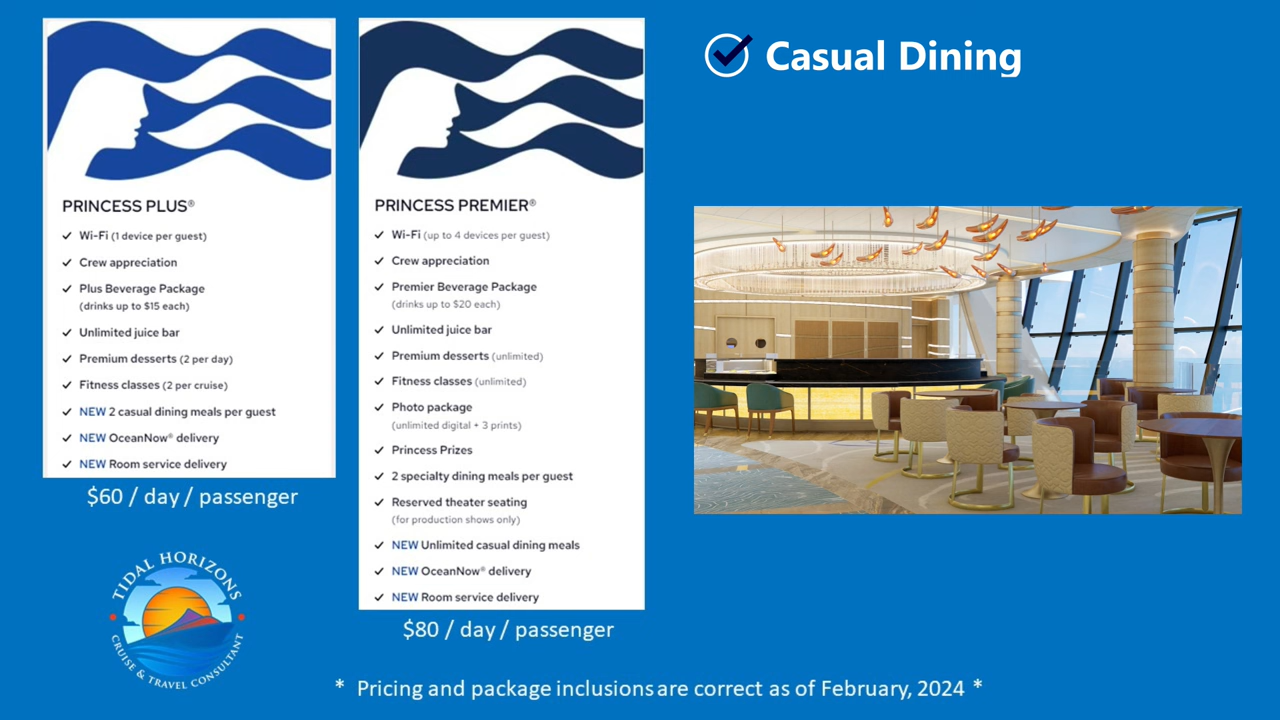 PRINCESS PLUS®
Wi-Fi (1 device per guest)
Crew appreciation
Plus Beverage Package
(drinks up to $15 each)
Unlimited juice bar
Premium desserts (2 per day)
Fitness classes (2 per cruise)
NEW 2 casual dining meals per guest
NEW OceanNow® delivery
NEW Room service delivery
$60 / day / passenger
PRINCESS PREMIER®
Wi-Fi (up to 4 devices per guest)
Crew appreciation
Premier Beverage Package
(drinks up to $20 each)
Unlimited juice bar
Premium desserts (unlimited)
Fitness classes (unlimited)
Photo package
(unlimited digital + 3 prints)
Princess Prizes
2 specialty dining meals per guest
Reserved theater seating
(for production shows only)
NEW Unlimited casual dining meals
NEW OceanNow® delivery
NEW Room service delivery
$80 / day / passenger
Casual Dining
TIDAL HORIZONS
CRUISE & TRAVEL CONSULTANT
* Pricing and package inclusions are correct as of February, 2024 *